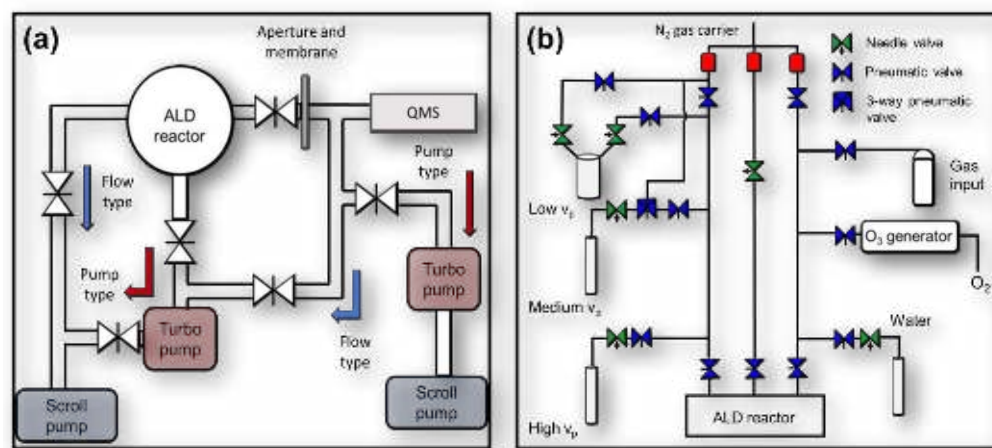 (a)
Aperture and
membrane
ALD
reactor
QMS
Flow
type
Pump
type
Pump
type
Turbo
pump
Turbo
pump
Flow
type
Scroll
pump
Scroll
pump
(b)
N₂ gas carrier
Needle valve
Pneumatic valve
3-way pneumatic
valve
Gas
input
Low vₚ
O₃ generator
O₂
Medium vₚ
Water
High vₚ
ALD reactor